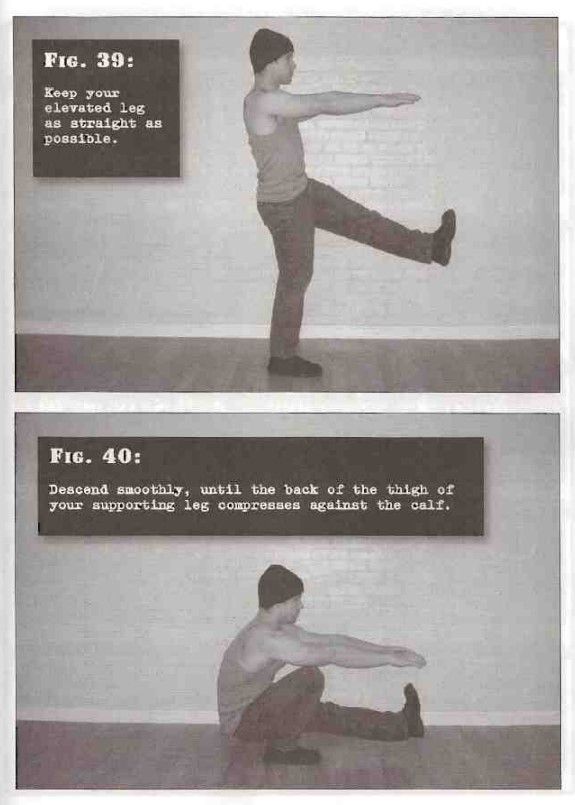 Fig. 39:
Keep your
elevated leg
as straight as
possible.
Fig. 40:
Descend smoothly, until the back of the thigh of
your supporting leg compresses against the calf.